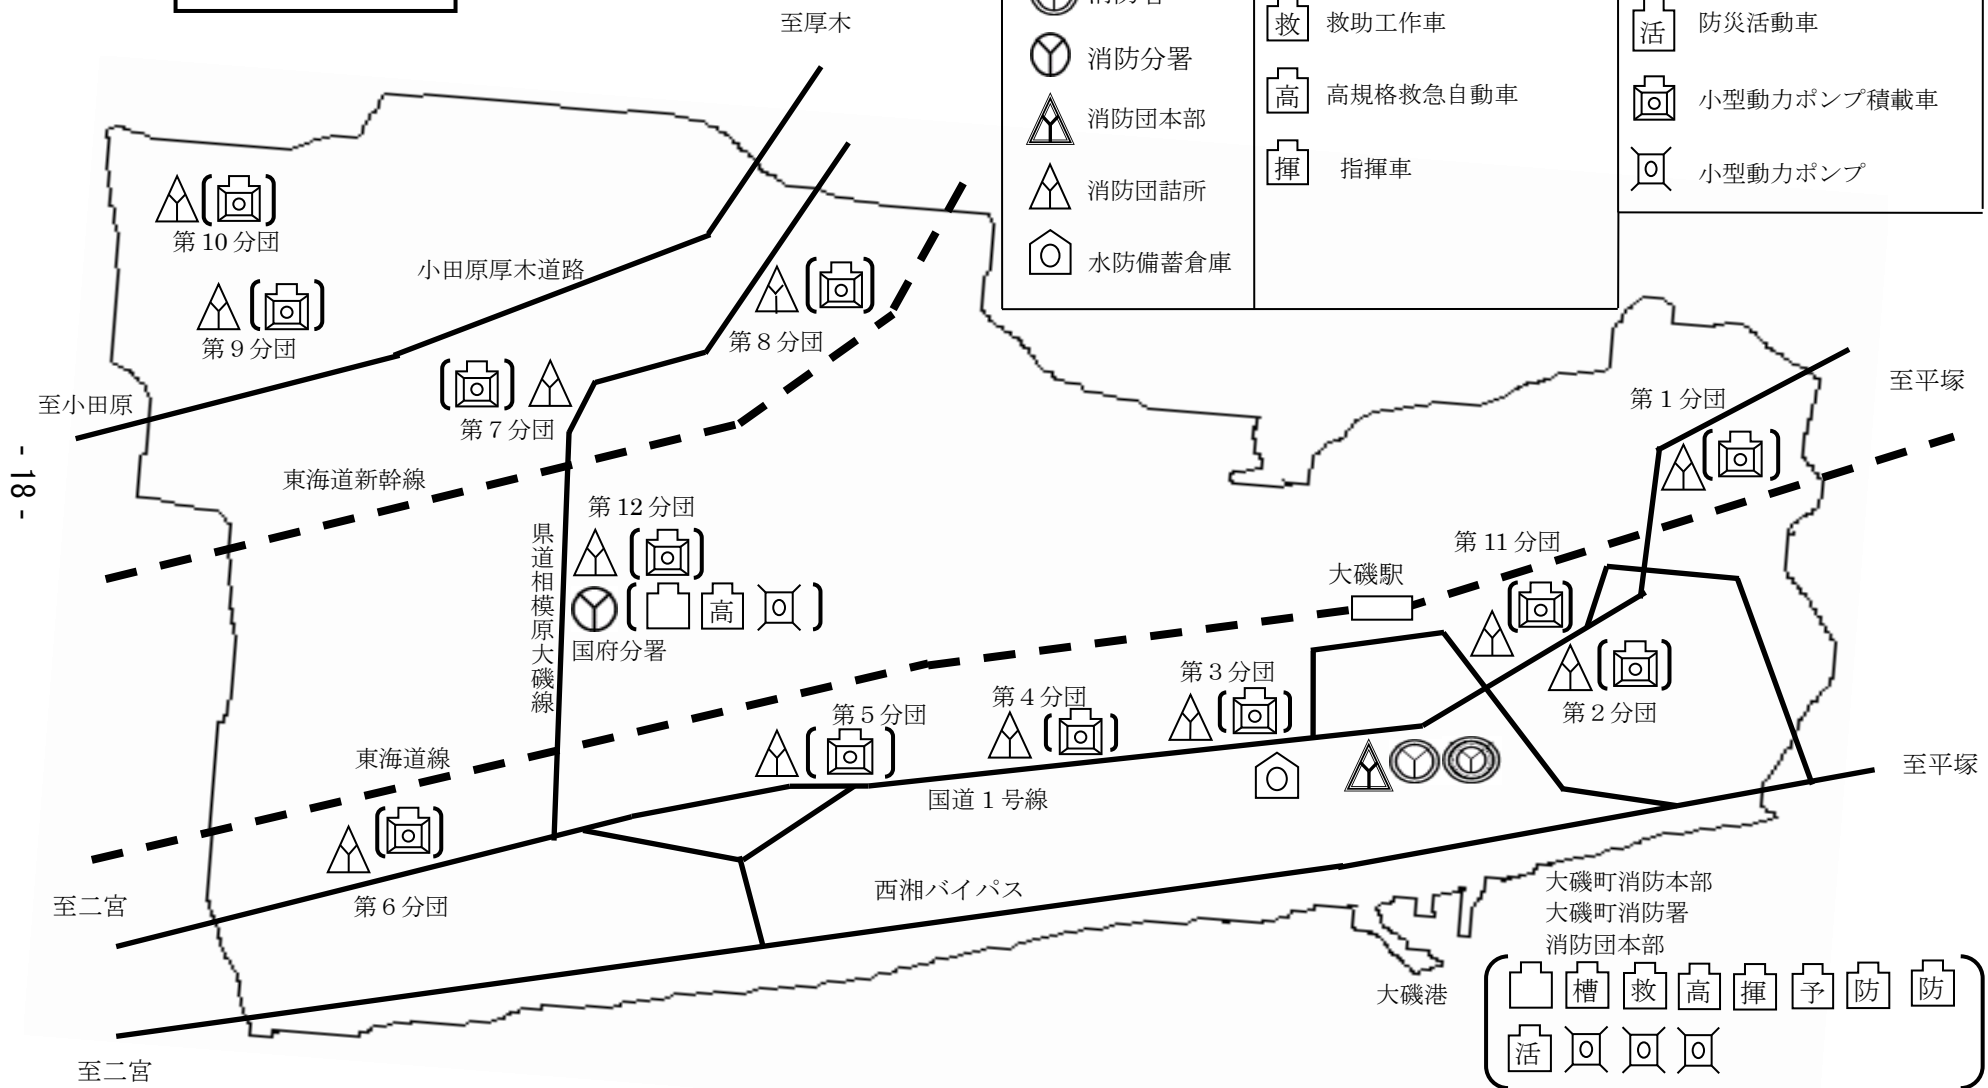 至厚木
消防署
消防分署
消防団本部
消防団詰所
水防備蓄倉庫
救 救助工作車
高 高規格救急自動車
揮 指揮車
活 防災活動車
小型動力ポンプ積載車
小型動力ポンプ
第10分団
第９分団
小田原厚木道路
第８分団
至小田原
第７分団
東海道新幹線
第１分団
至平塚
- 18 -
第12分団
県道相模原大磯線
高
国府分署
第11分団
大磯駅
第２分団
第３分団
第４分団
第５分団
東海道線
国道１号線
至平塚
第６分団
至二宮
西湘バイパス
大磯港
至二宮
大磯町消防本部
大磯町消防署
消防団本部
槽 救 高 揮 予 防 防
活